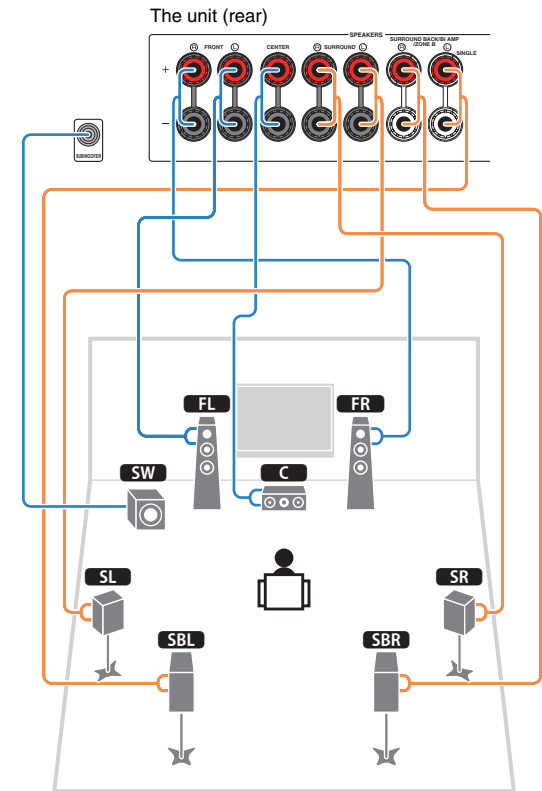 The unit (rear)
SPEAKERS
SURROUND BACK/BI AMP
/ZONE B
R FRONT L
CENTER
R SURROUND L
R
L
SINGLE
+
–
SUBWOOFER
FL
FR
SW
C
SL
SR
SBL
SBR